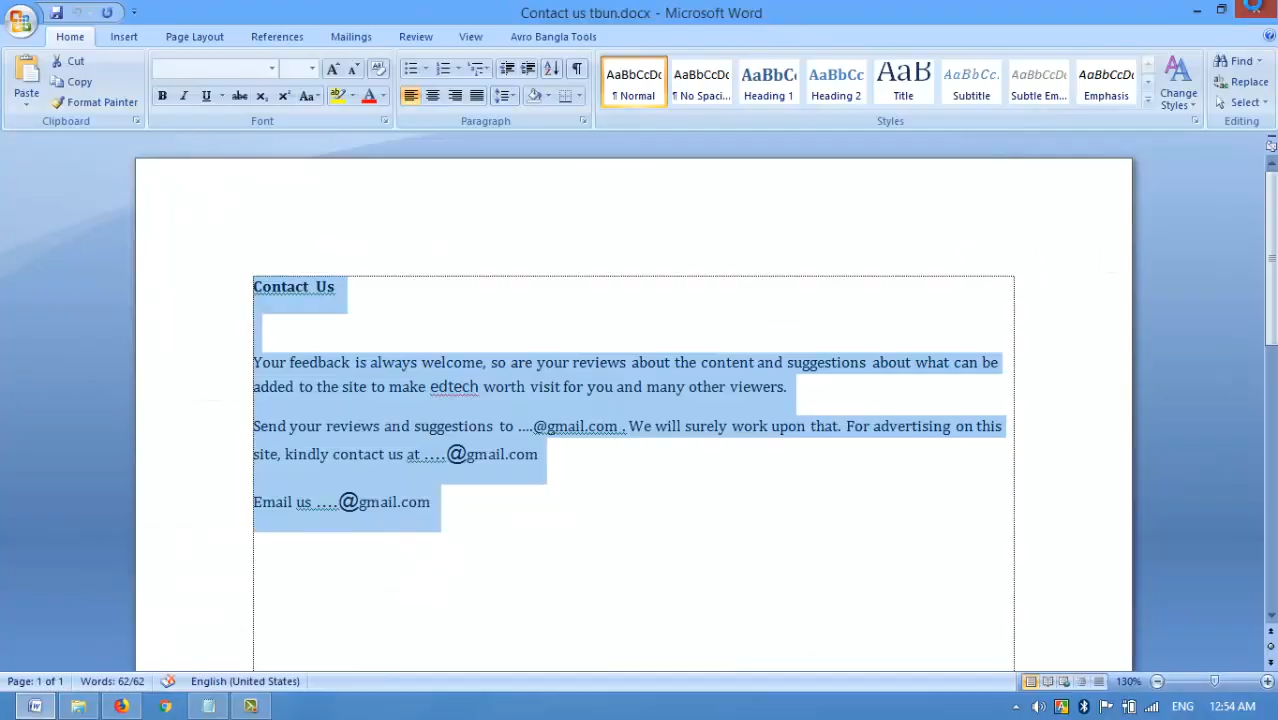 Contact us tbun.docx - Microsoft Word
Home Insert Page Layout References Mailings Review View Avro Bangla Tools
Paste Cut Copy Format Painter
B I U abc x₂ x² Aa A
AaBbCcDc AaBbCcDc AaBbC AaBbCc AaB AaBbCc. AaBbCcDc AaBbCcDc
¶ Normal ¶ No Spaci... Heading 1 Heading 2 Title Subtitle Subtle Em... Emphasis
Change Styles
Find
Replace
Select
Clipboard Font Paragraph Styles Editing
Contact Us
Your feedback is always welcome, so are your reviews about the content and suggestions about what can be
added to the site to make edtech worth visit for you and many other viewers.
Send your reviews and suggestions to ....@gmail.com . We will surely work upon that. For advertising on this
site, kindly contact us at ....@gmail.com
Email us ....@gmail.com
Page: 1 of 1 Words: 62/62 English (United States) 130%
ENG 12:54 AM